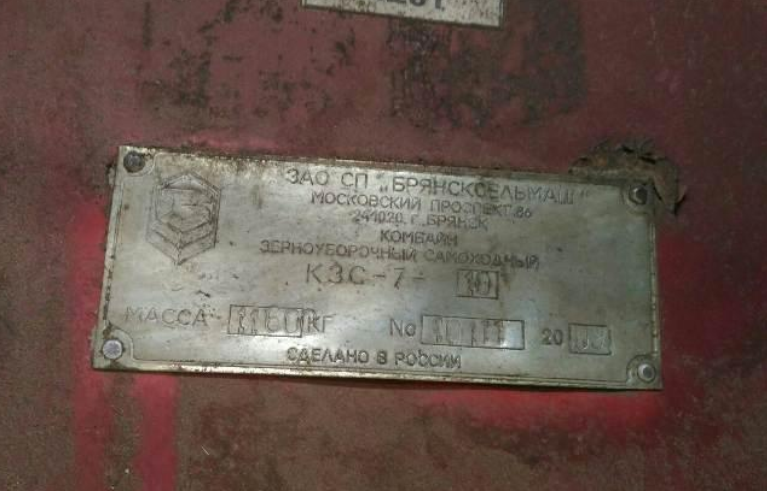 ЗАО СП „БРЯНСКСЕЛЬМАШ"
МОСКОВСКИЙ ПРОСПЕКТ 86
241020, Г. БРЯНСК,
КОМБАЙН
ЗЕРНОУБОРОЧНЫЙ САМОХОДНЫЙ
КЗС-7- 10
МАССА КГ No 20
СДЕЛАНО В РОССИИ